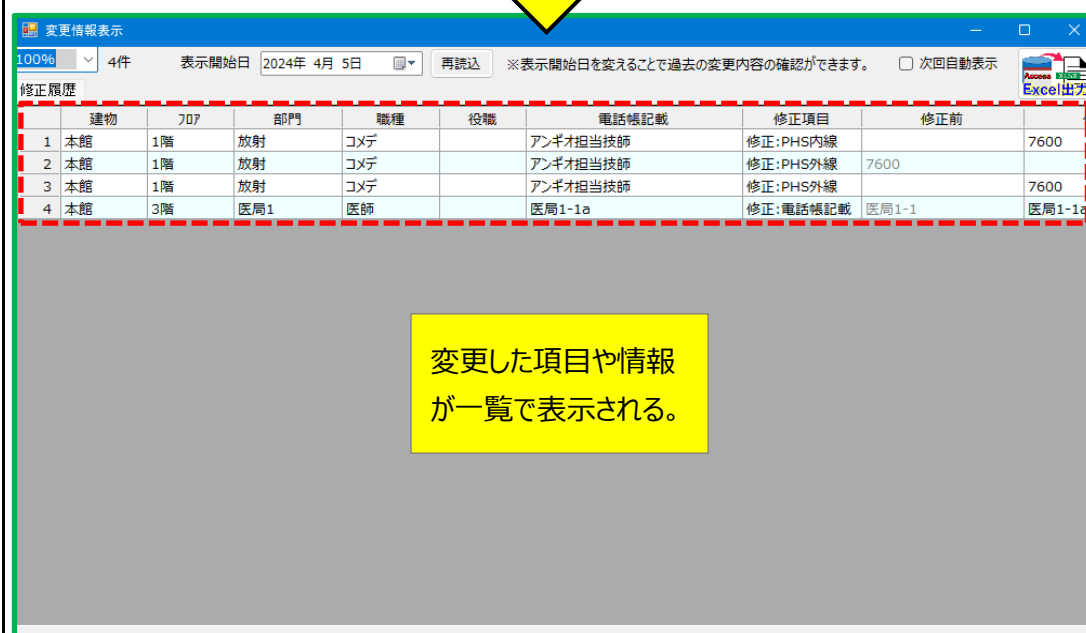 変更情報表示
100% 4件 表示開始日 2024年 4月 5日 再読込 ※表示開始日を変えることで過去の変更内容の確認ができます。 次回自動表示
Access
Excel出力
修正履歴
建物 ﾌﾛｱ 部門 職種 役職 電話帳記載 修正項目 修正前
1 本館 1階 放射 コメデ アンギオ担当技師 修正:PHS内線 7600
2 本館 1階 放射 コメデ アンギオ担当技師 修正:PHS外線 7600
3 本館 1階 放射 コメデ アンギオ担当技師 修正:PHS外線 7600
4 本館 3階 医局1 医師 医局1-1a 修正:電話帳記載 医局1-1 医局1-1a
変更した項目や情報
が一覧で表示される。